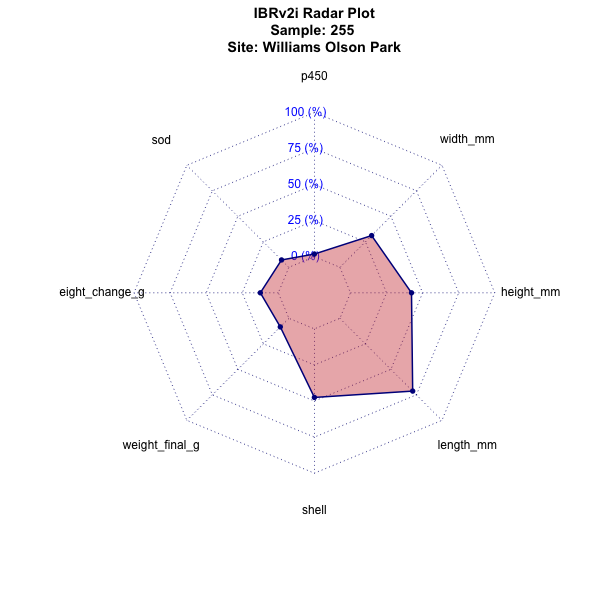 IBRv2i Radar Plot
Sample: 255
Site: Williams Olson Park
p450
100 (%)
sod
width_mm
75 (%)
50 (%)
25 (%)
0 (%)
eight_change_g
height_mm
weight_final_g
length_mm
shell